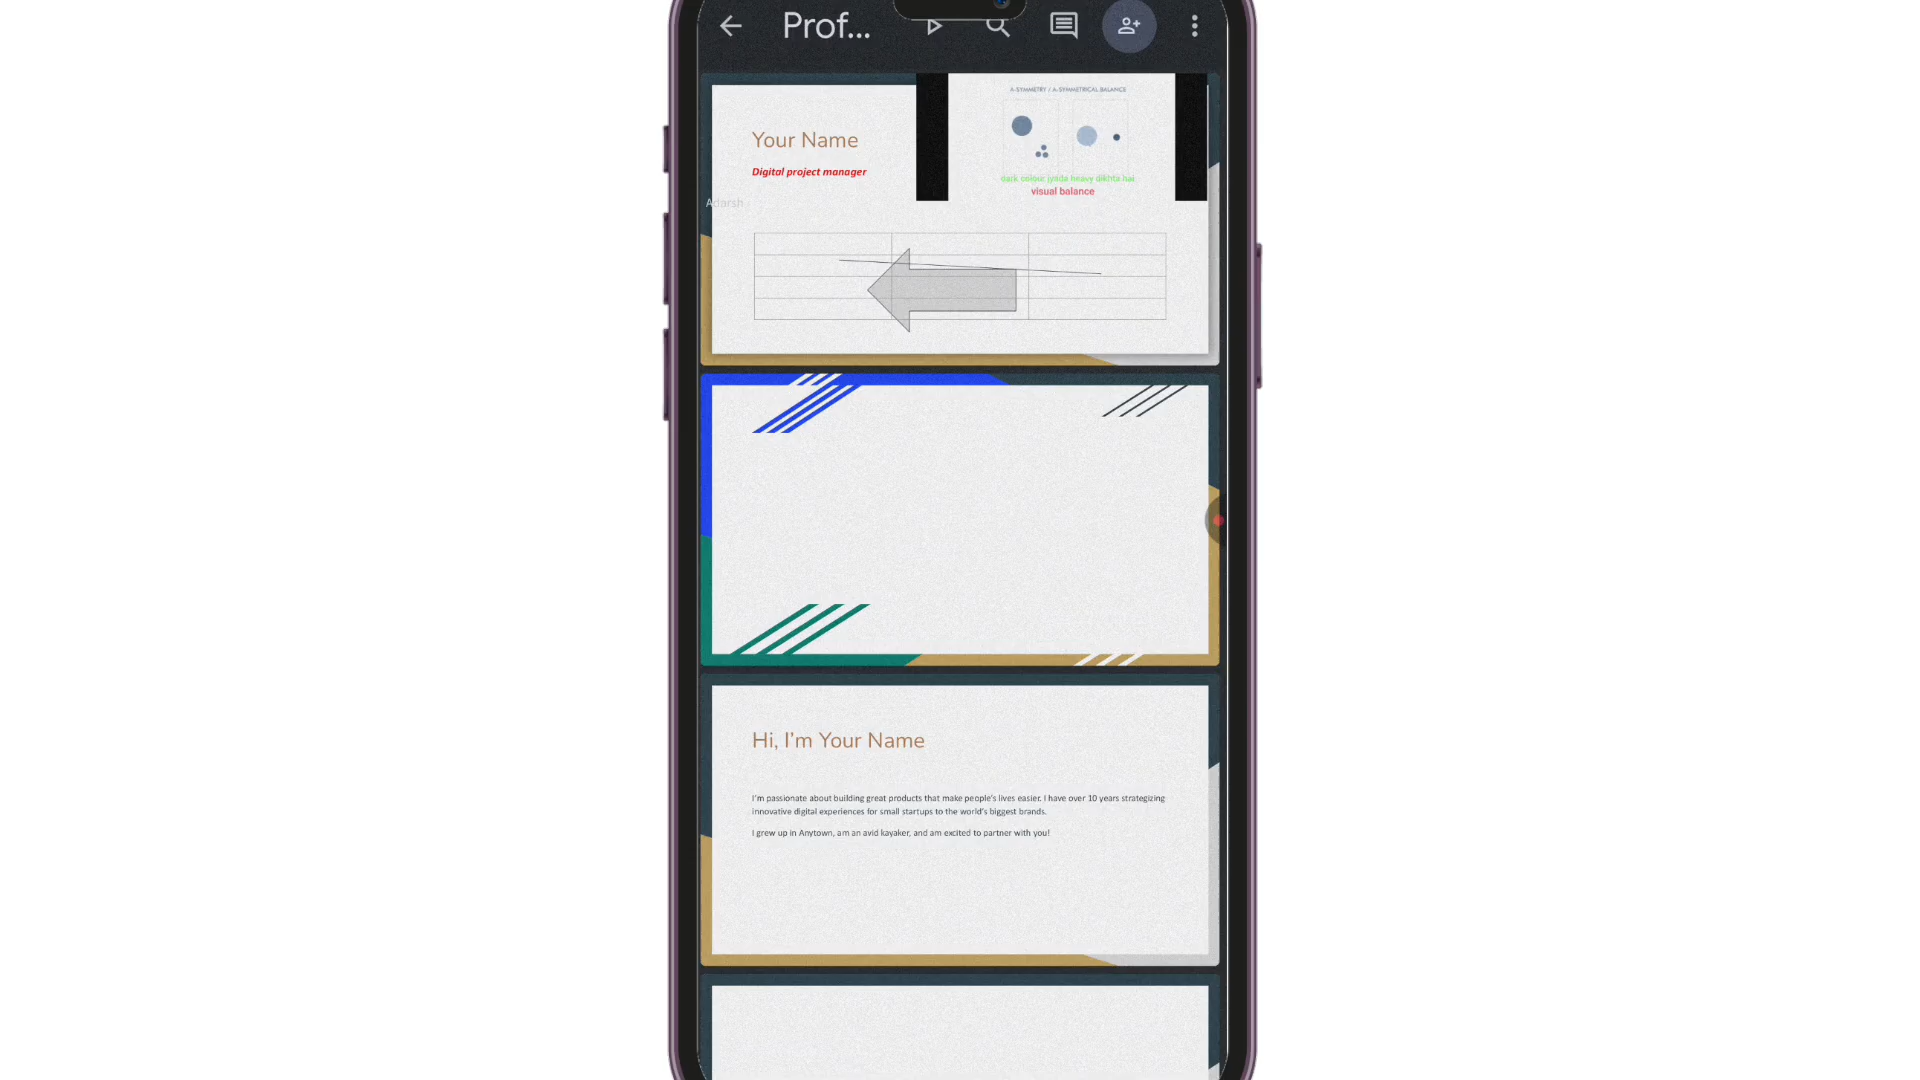 Prof...
A-SYMMETRY / A-SYMMETRICAL BALANCE
Your Name
Digital project manager
dark colour jyada heavy dikhta hai
visual balance
Adarsh
Hi, I'm Your Name
I'm passionate about building great products that make people's lives easier. I have over 10 years strategizing
innovative digital experiences for small startups to the world's biggest brands.
I grew up in Anytown, am an avid kayaker, and am excited to partner with you!